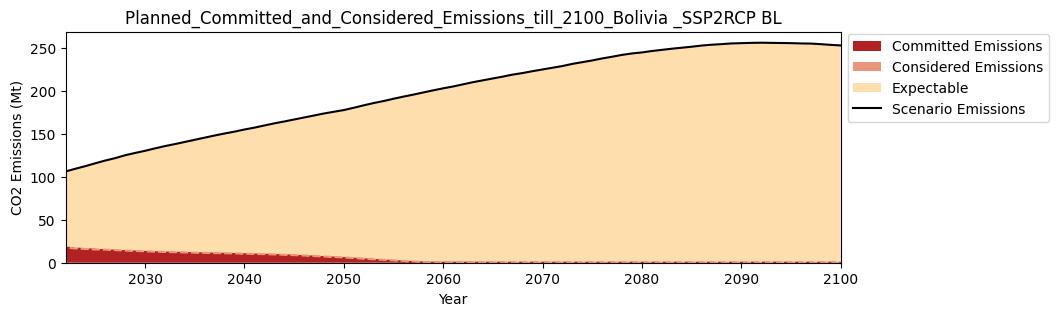 Planned_Committed_and_Considered_Emissions_till_2100_Bolivia _SSP2RCP BL
CO2 Emissions (Mt)
250
200
150
100
50
0
2030 2040 2050 2060 2070 2080 2090 2100
Year
Committed Emissions
Considered Emissions
Expectable
Scenario Emissions